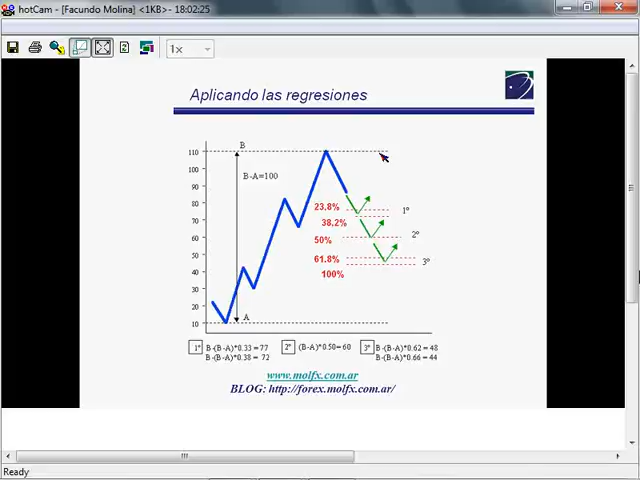 hotCam - [Facundo Molina] <1KB>- 18:02:25
2
1x
Aplicando las regresiones
B
110
100
B-A=100
90
80
23.8%
1º
70
38,2%
2º
60
50%
50
61.8%
3º
40
100%
30
20
A
10
1º B-(B-A)*0.33 = 77
B-(B-A)*0.38 = 72
2º (B-A)*0.50= 60
3º B-(B-A)*0.62 = 48
B-(B-A)*0.66 = 44
www.molfx.com.ar
BLOG: http://forex.molfx.com.ar/
Ready